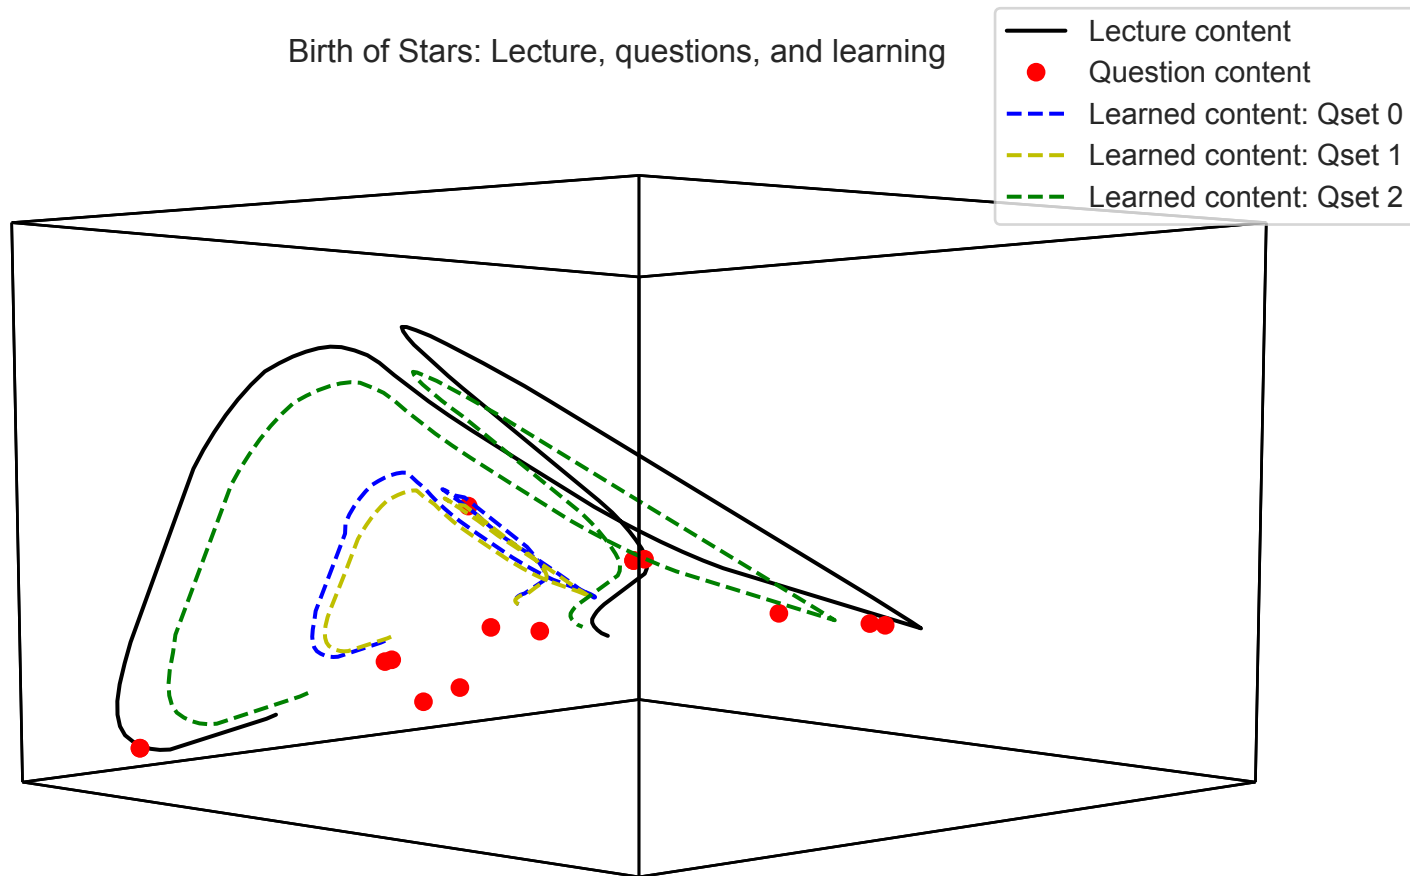 Birth of Stars: Lecture, questions, and learning
Lecture content
Question content
Learned content: Qset 0
Learned content: Qset 1
Learned content: Qset 2